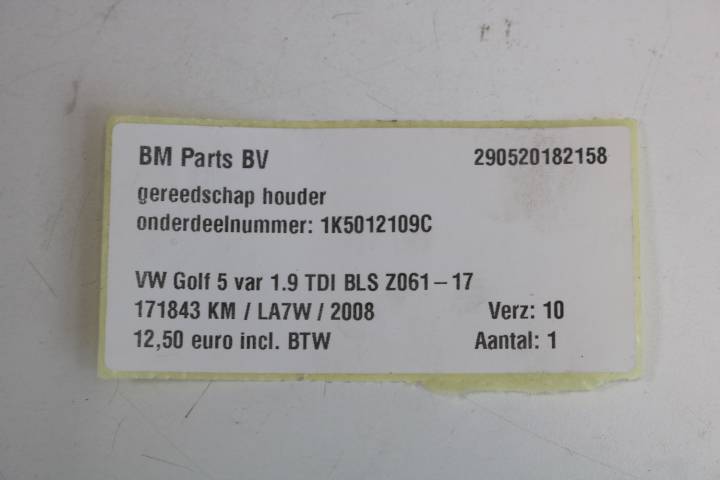 BM Parts BV 290520182158
gereedschap houder
onderdeelnummer: 1K5012109C
VW Golf 5 var 1.9 TDI BLS Z061-17
171843 KM / LA7W / 2008 Verz: 10
12,50 euro incl. BTW Aantal: 1